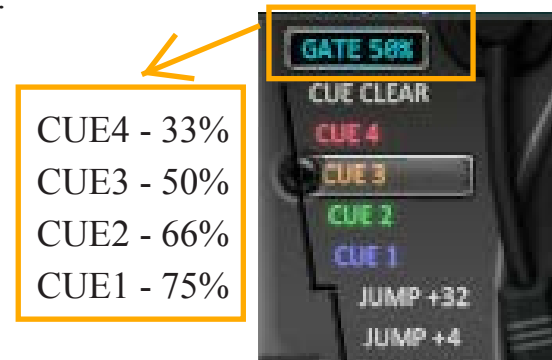 GATE 50%
CUE CLEAR
CUE 4
CUE 3
CUE 2
CUE 1
JUMP +32
JUMP +4
CUE4 - 33%
CUE3 - 50%
CUE2 - 66%
CUE1 - 75%